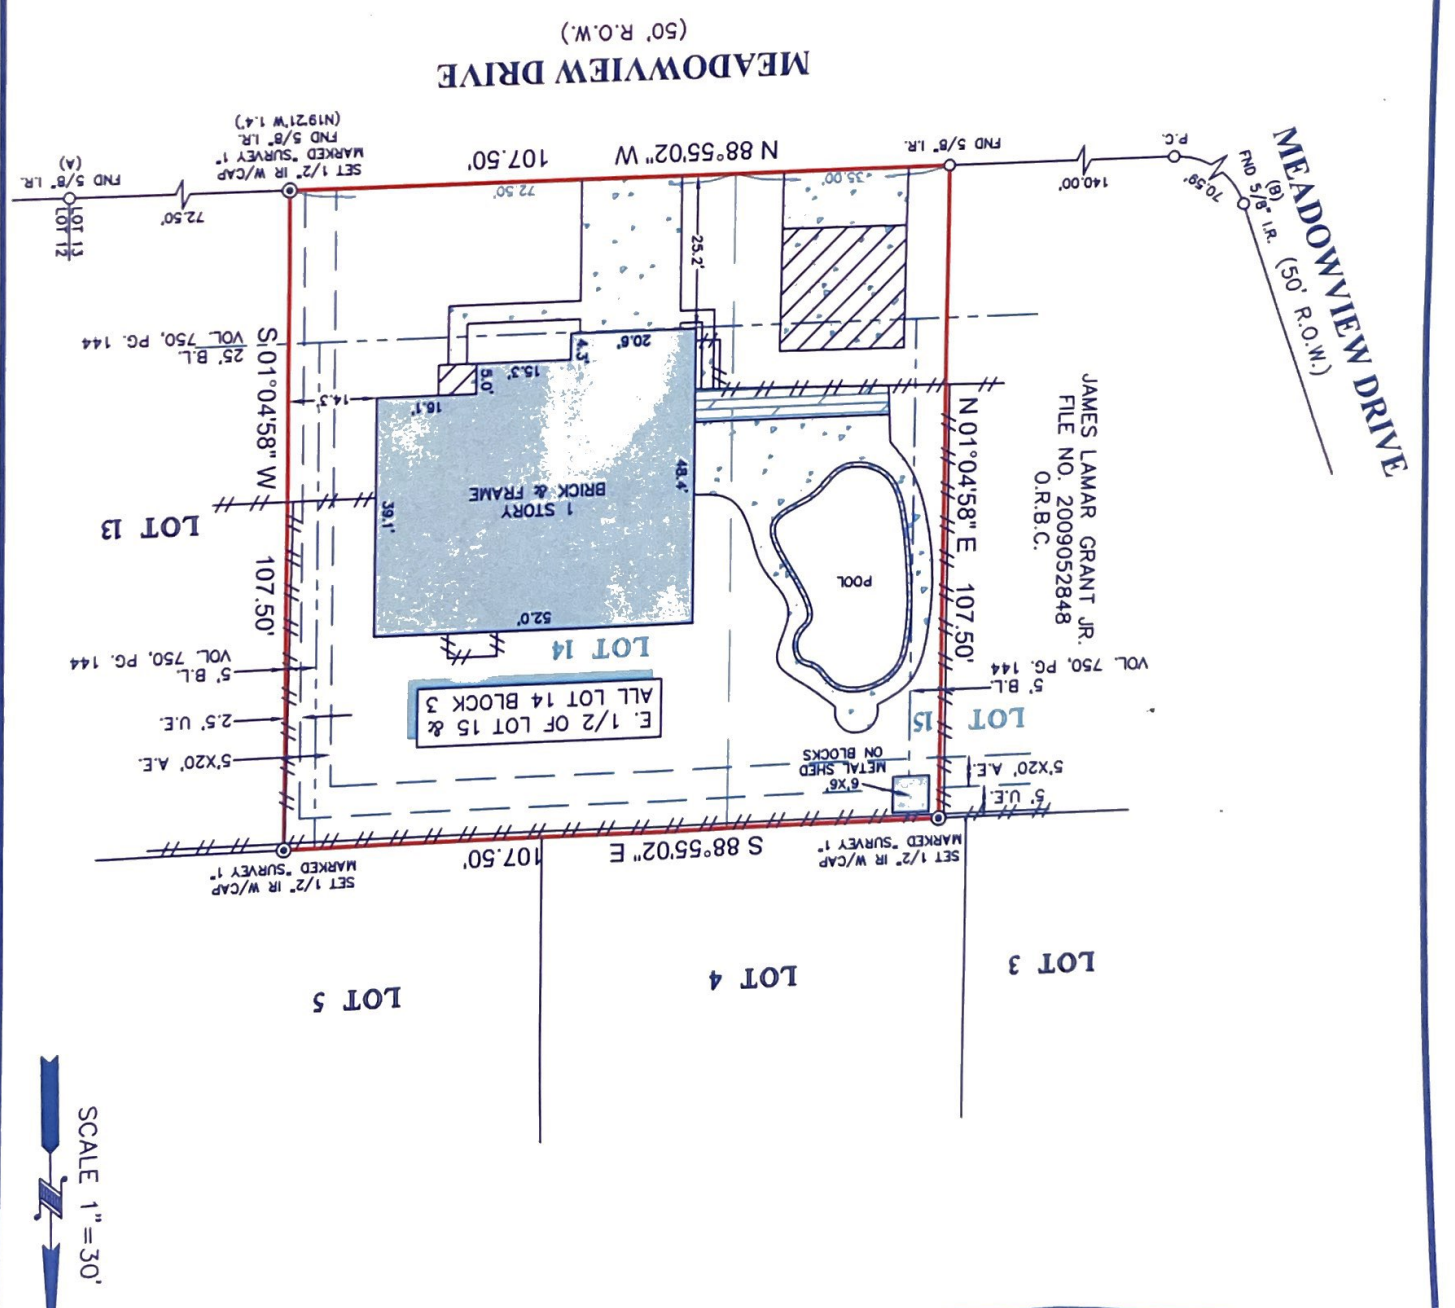 SCALE 1"=30'
LOT 3
LOT 4
LOT 5
SET 1/2" IR W/CAP
MARKED "SURVEY 1"
S 88°55'02" E
107.50'
SET 1/2" IR W/CAP
MARKED "SURVEY 1"
5' U.E.
5'X20' A.E.
6'X6'
METAL SHED
ON BLOCKS
LOT 15
5' B.L.
VOL. 750, PG. 144
E. 1/2 OF LOT 15 &
ALL LOT 14 BLOCK 3
LOT 14
5'X20' A.E.
2.5' U.E.
5' B.L.
VOL. 750, PG. 144
JAMES LAMAR GRANT JR.
FILE NO. 2009052848
O.R.B.C.
N 01°04'58" E 107.50'
POOL
52.0'
1 STORY
BRICK & FRAME
48.4'
39.1'
16.1'
5.0'
15.3'
4.3'
20.6'
14.3'
S 01°04'58" W 107.50'
LOT 13
25' B.L.
VOL. 750, PG. 144
25.2'
35.00'
72.50'
MEADOWVIEW DRIVE
(50' R.O.W.)
FND 5/8" I.R.
(B)
70.59'
P.C.
140.00'
FND 5/8" I.R.
N 88°55'02" W
107.50'
SET 1/2" IR W/CAP
MARKED "SURVEY 1"
FND 5/8" I.R.
(N19°21'W 1.4')
72.50'
LOT 13
LOT 12
FND 5/8" I.R.
(A)
MEADOWVIEW DRIVE
(50' R.O.W.)